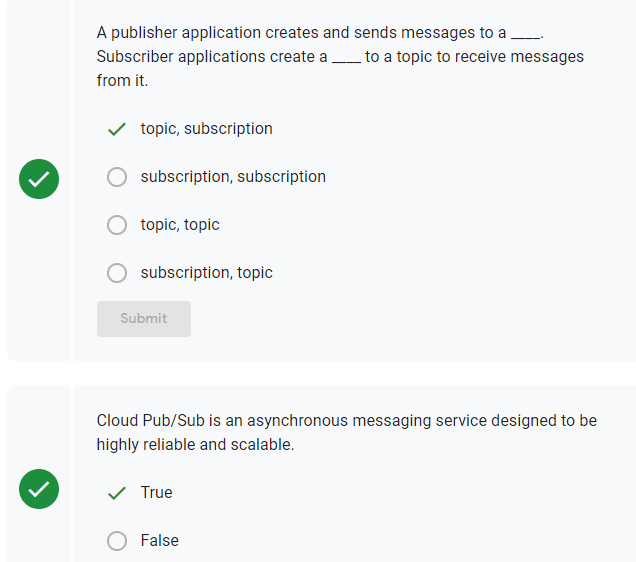 A publisher application creates and sends messages to a ____.
Subscriber applications create a ____ to a topic to receive messages
from it.
topic, subscription
subscription, subscription
topic, topic
subscription, topic
Submit
Cloud Pub/Sub is an asynchronous messaging service designed to be
highly reliable and scalable.
True
False